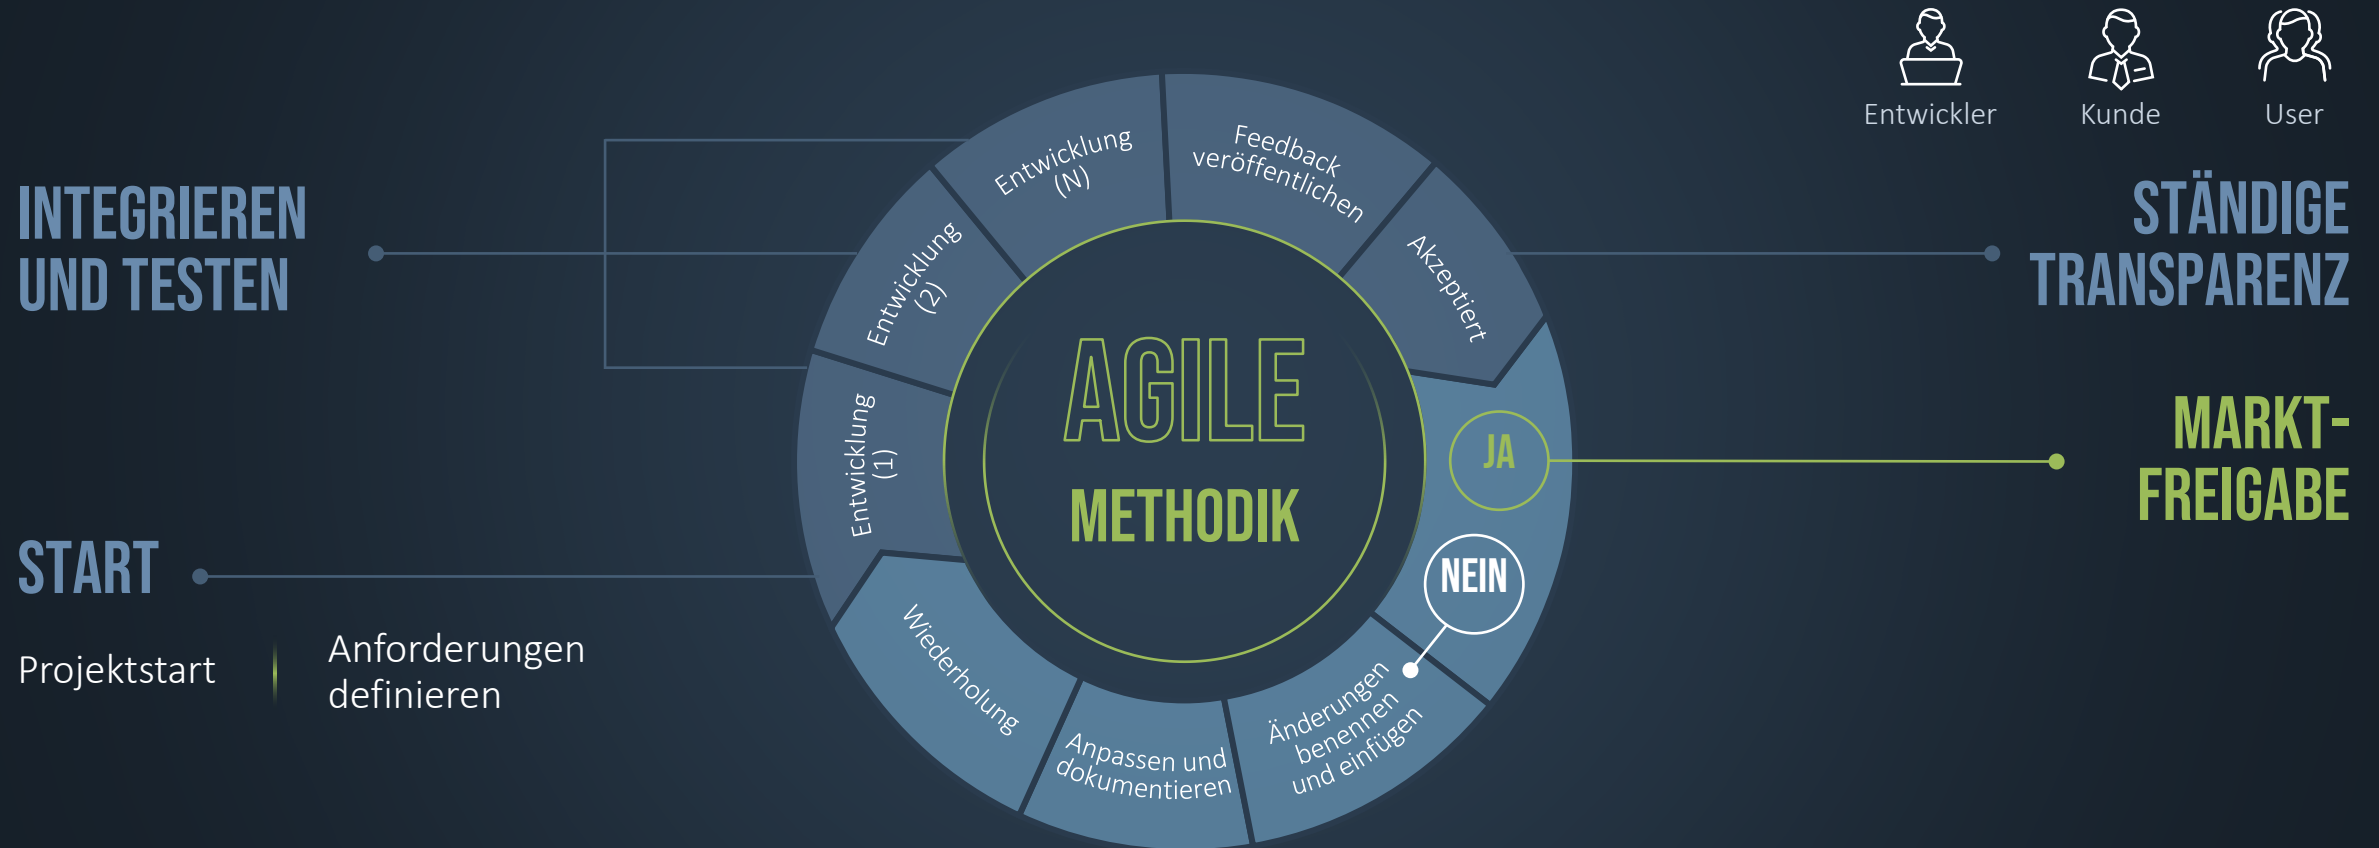 Entwickler
Kunde
User
INTEGRIEREN
UND TESTEN
START
Projektstart
Anforderungen
definieren
Entwicklung
(1)
Entwicklung
(2)
Entwicklung
(N)
Feedback
veröffentlichen
Akzeptiert
JA
NEIN
Änderungen
benennen
und einfügen
Anpassen und
dokumentieren
Wiederholung
AGILE
METHODIK
STÄNDIGE
TRANSPARENZ
MARKT-
FREIGABE